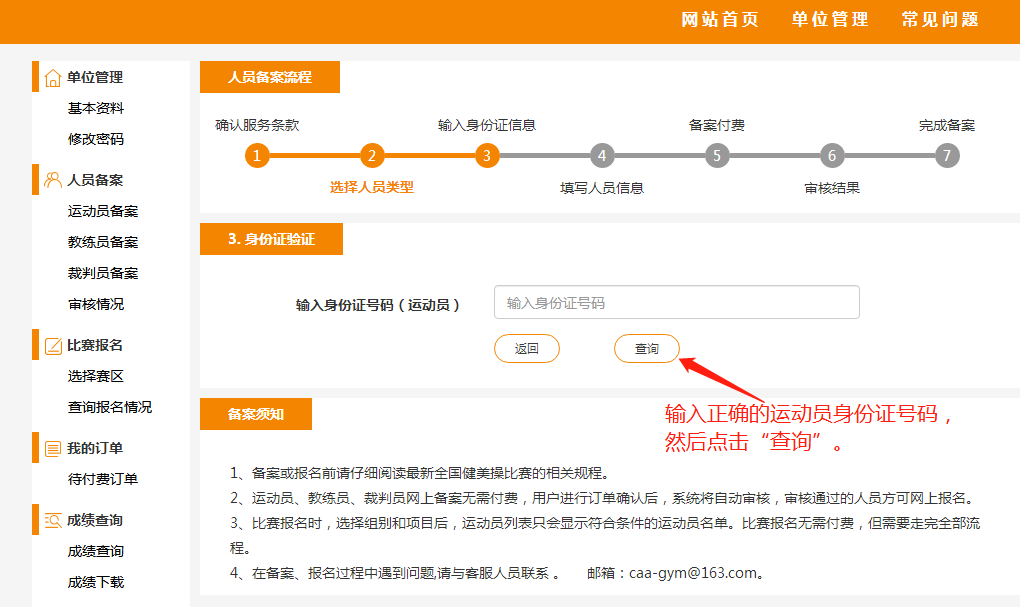 网站首页 单位管理 常见问题
单位管理
基本资料
修改密码
人员备案
运动员备案
教练员备案
裁判员备案
审核情况
比赛报名
选择赛区
查询报名情况
我的订单
待付费订单
成绩查询
成绩查询
成绩下载
人员备案流程
确认服务条款 输入身份证信息 备案付费 完成备案
1 2 3 4 5 6 7
选择人员类型 填写人员信息 审核结果
3. 身份证验证
输入身份证号码（运动员） 输入身份证号码
返回 查询
输入正确的运动员身份证号码，
然后点击“查询”。
备案须知
1、备案或报名前请仔细阅读最新全国健美操比赛的相关规程。
2、运动员、教练员、裁判员网上备案无需付费，用户进行订单确认后，系统将自动审核，审核通过的人员方可网上报名。
3、比赛报名时，选择组别和项目后，运动员列表只会显示符合条件的运动员名单。比赛报名无需付费，但需要走完全部流
程。
4、在备案、报名过程中遇到问题,请与客服人员联系 。 邮箱：caa-gym@163.com。